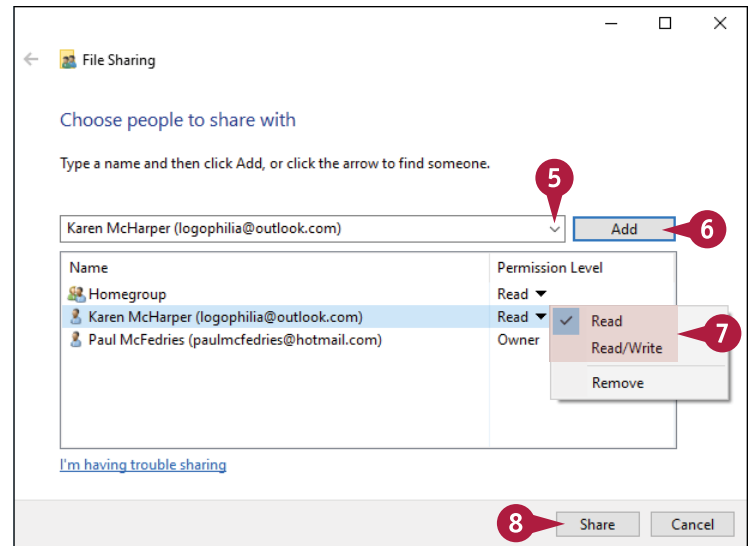 File Sharing
Choose people to share with
Type a name and then click Add, or click the arrow to find someone.
5
Karen McHarper (logophilia@outlook.com) Add 6
Name Permission Level
Homegroup Read
Karen McHarper (logophilia@outlook.com) Read
Paul McFedries (paulmcfedries@hotmail.com) Owner
Read
Read/Write
7
Remove
I'm having trouble sharing
8 Share Cancel